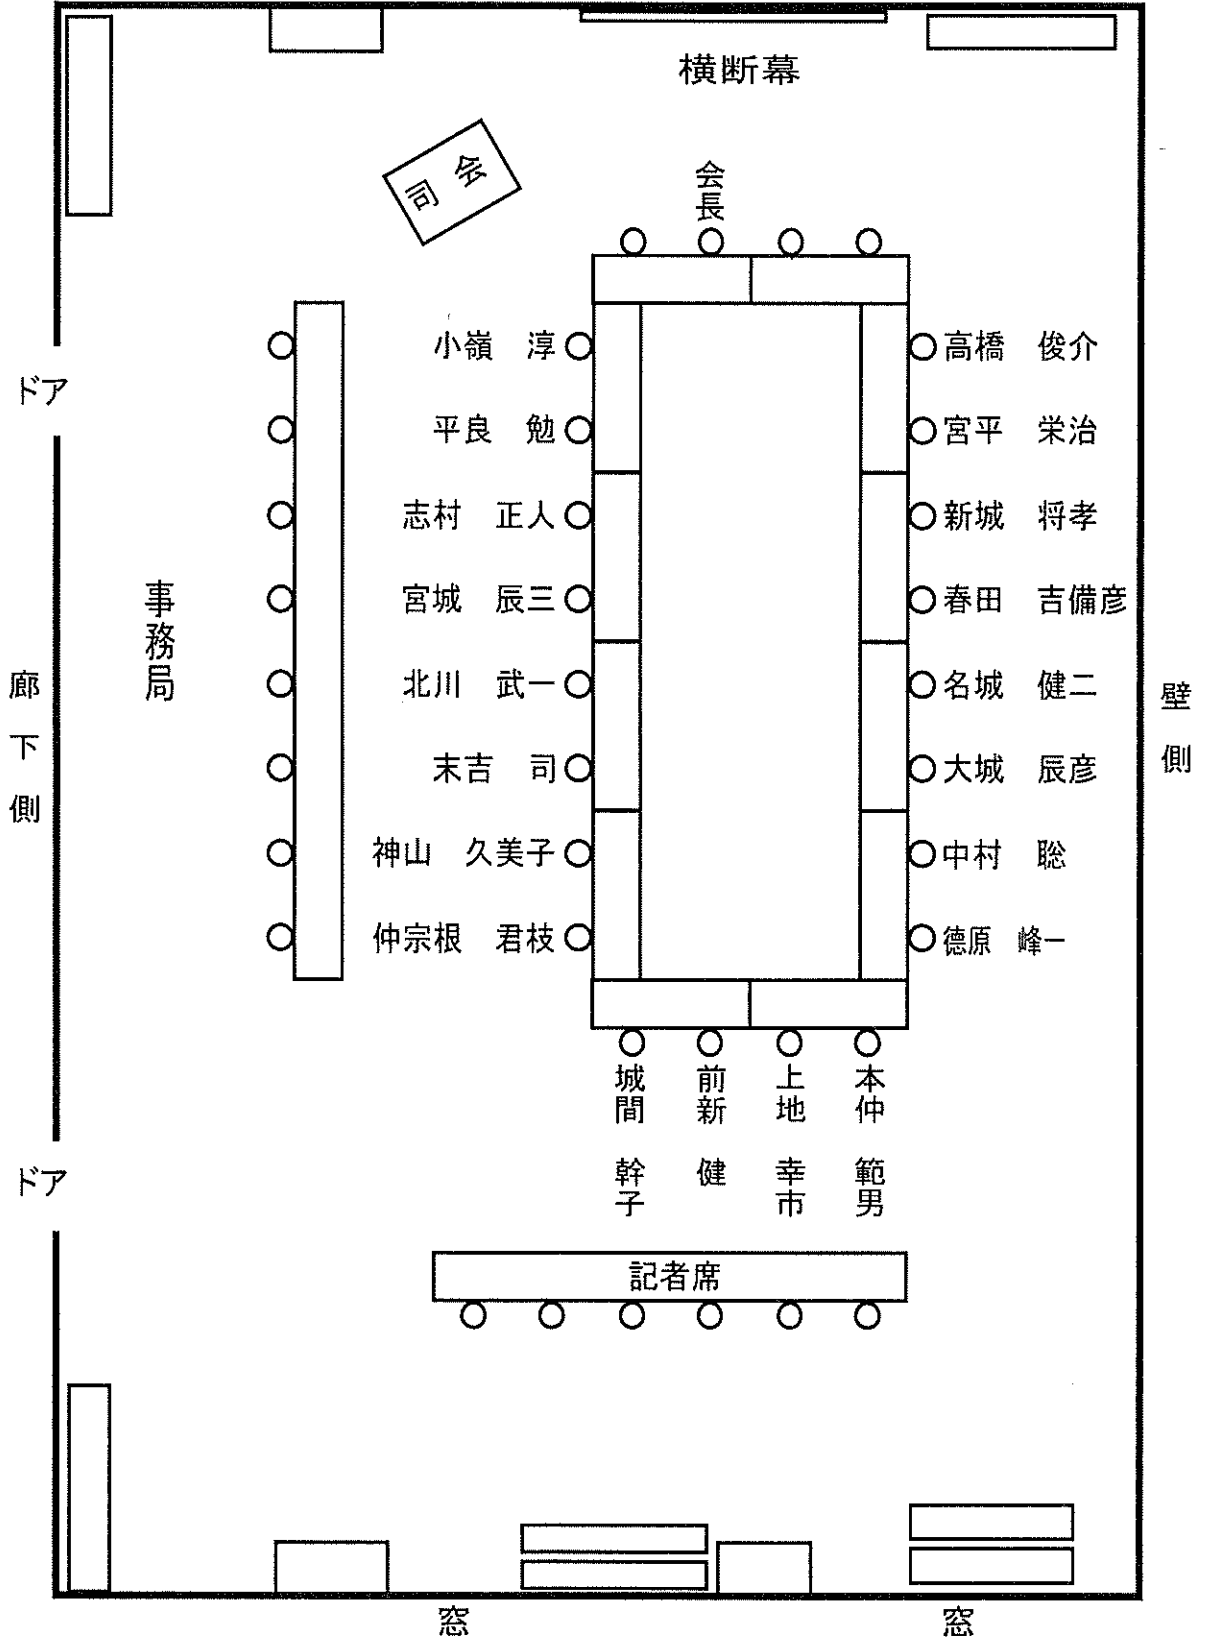 横断幕
司 会
会長
小嶺 淳
高橋 俊介
ドア
平良 勉
宮平 栄治
志村 正人
新城 将孝
宮城 辰三
春田 吉備彦
事務局
北川 武一
名城 健二
廊下側
壁側
末吉 司
大城 辰彦
神山 久美子
中村 聡
仲宗根 君枝
德原 峰一
城間 幹子
前新 健
上地 幸市
本仲 範男
ドア
記者席
窓
窓